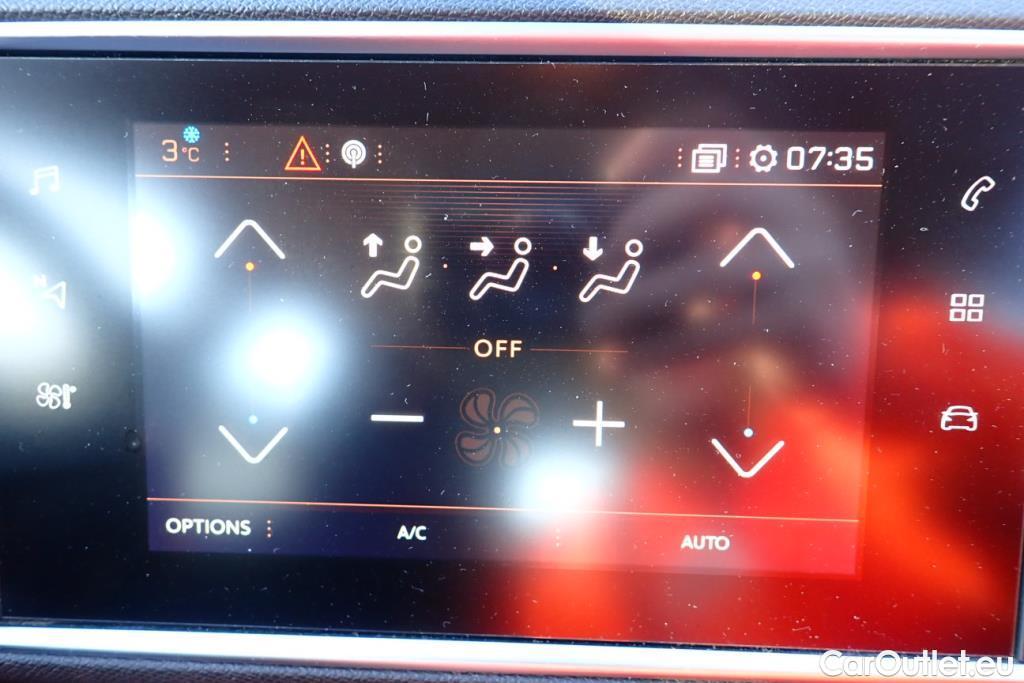 3°C
07:35
N
OFF
OPTIONS
A/C
AUTO
CarOutlet.eu